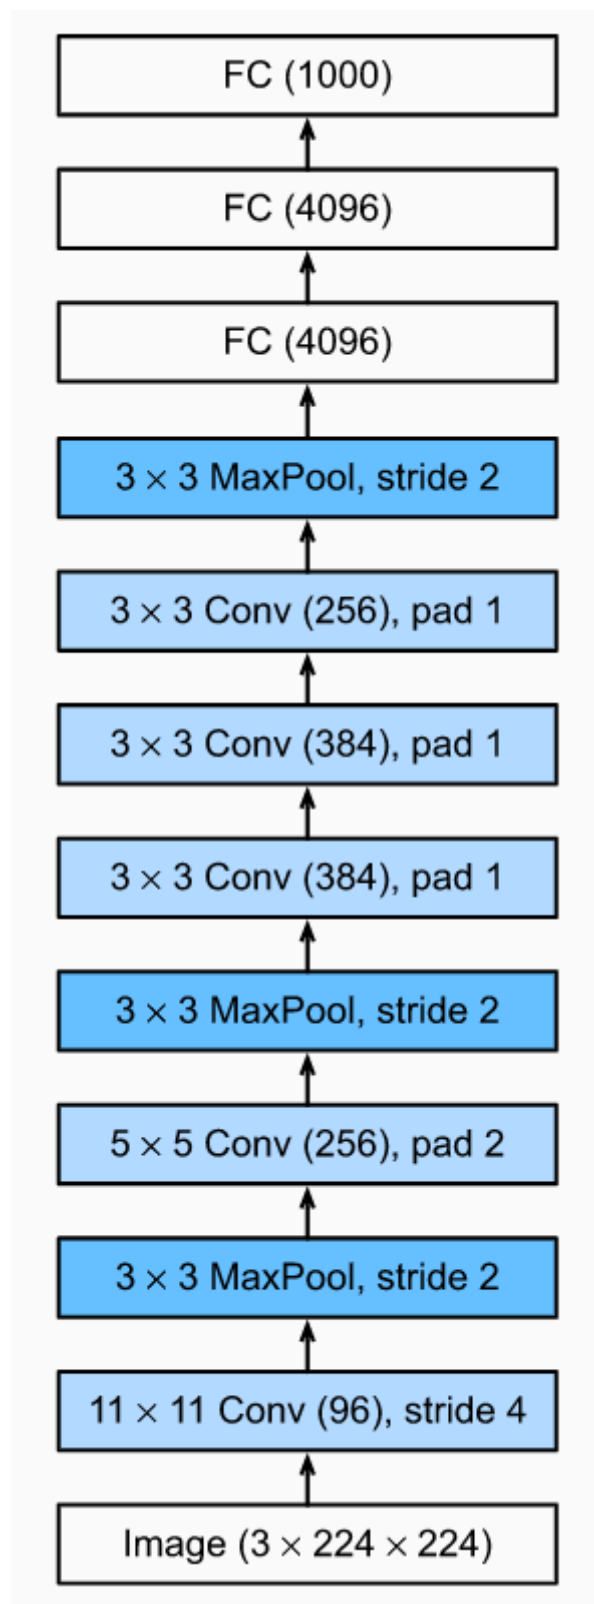 FC (1000)
FC (4096)
FC (4096)
3 × 3 MaxPool, stride 2
3 × 3 Conv (256), pad 1
3 × 3 Conv (384), pad 1
3 × 3 Conv (384), pad 1
3 × 3 MaxPool, stride 2
5 × 5 Conv (256), pad 2
3 × 3 MaxPool, stride 2
11 × 11 Conv (96), stride 4
Image (3 × 224 × 224)